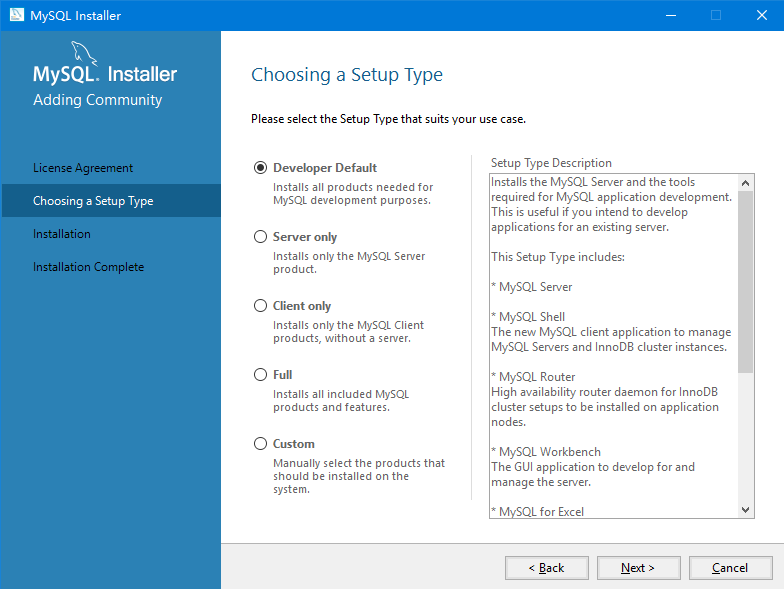 MySQL Installer
MySQL® Installer
Adding Community
License Agreement
Choosing a Setup Type
Installation
Installation Complete
Choosing a Setup Type
Please select the Setup Type that suits your use case.
Developer Default
Installs all products needed for
MySQL development purposes.
Server only
Installs only the MySQL Server
product.
Client only
Installs only the MySQL Client
products, without a server.
Full
Installs all included MySQL
products and features.
Custom
Manually select the products that
should be installed on the
system.
Setup Type Description
Installs the MySQL Server and the tools
required for MySQL application development.
This is useful if you intend to develop
applications for an existing server.
This Setup Type includes:
* MySQL Server
* MySQL Shell
The new MySQL client application to manage
MySQL Servers and InnoDB cluster instances.
* MySQL Router
High availability router daemon for InnoDB
cluster setups to be installed on application
nodes.
* MySQL Workbench
The GUI application to develop for and
manage the server.
* MySQL for Excel
< Back
Next >
Cancel